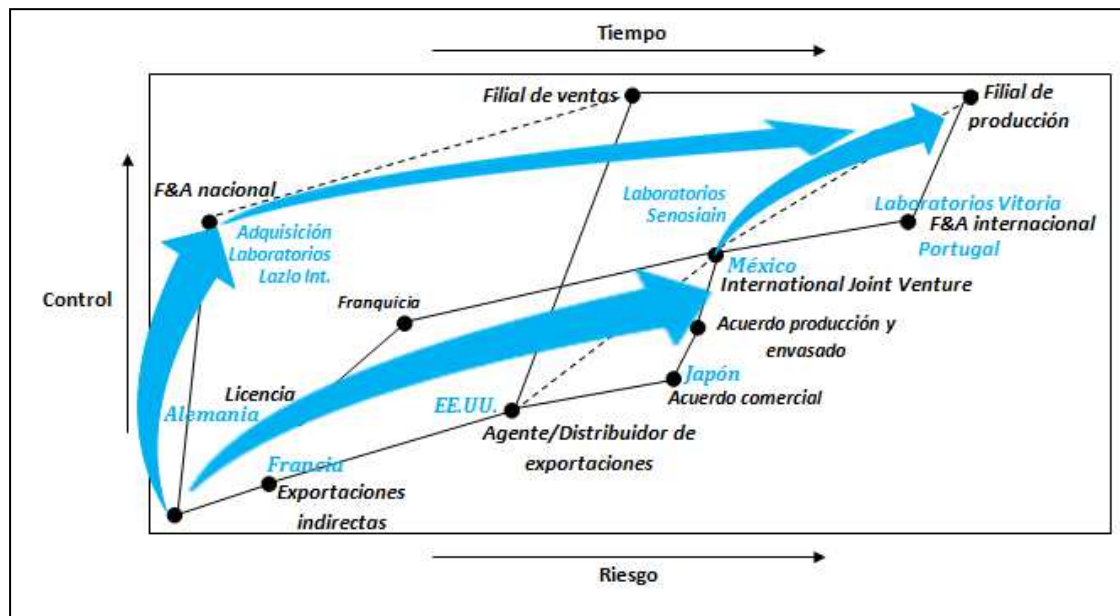 Tiempo
Filial de ventas
Filial de
producción
F&A nacional
Adquisición
Laboratorios
Lazlo Int.
Laboratorios
Senosiain
Laboratorios Vitoria
F&A internacional
Portugal
Control
México
International Joint Venture
Franquicia
Acuerdo producción y
envasado
Licencia
Alemania
EE.UU.
Japón
Acuerdo comercial
Agente/Distribuidor de
exportaciones
Francia
Exportaciones
indirectas
Riesgo